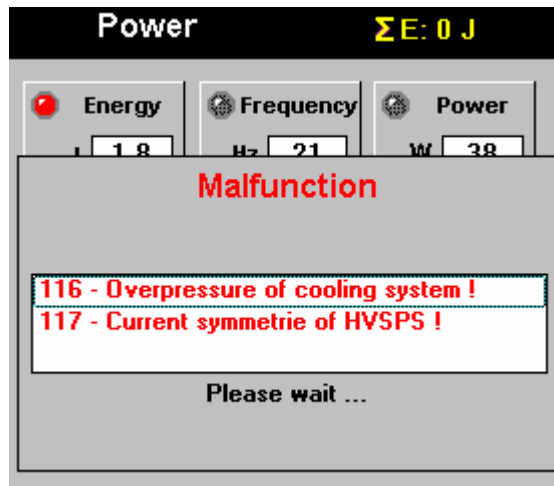 Power ΣE: 0 J
Energy Frequency Power
1.8 Hz 21 W 38
Malfunction
116 - Overpressure of cooling system !
117 - Current symmetrie of HVSPS !
Please wait ...